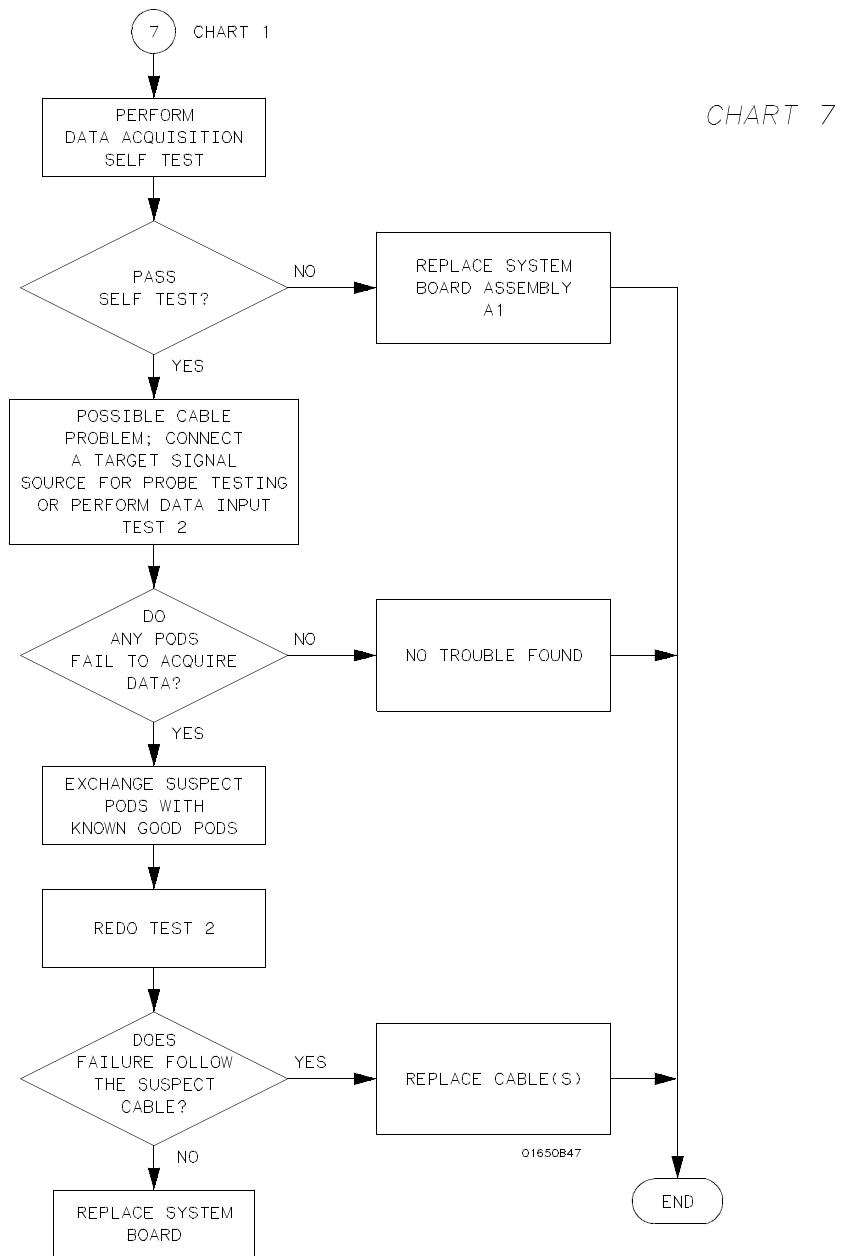 7 CHART 1
CHART 7
PERFORM
DATA ACQUISITION
SELF TEST
PASS
SELF TEST?
NO
REPLACE SYSTEM
BOARD ASSEMBLY
A1
YES
POSSIBLE CABLE
PROBLEM; CONNECT
A TARGET SIGNAL
SOURCE FOR PROBE TESTING
OR PERFORM DATA INPUT
TEST 2
DO
ANY PODS
FAIL TO ACQUIRE
DATA?
NO
NO TROUBLE FOUND
YES
EXCHANGE SUSPECT
PODS WITH
KNOWN GOOD PODS
REDO TEST 2
DOES
FAILURE FOLLOW
THE SUSPECT
CABLE?
YES
REPLACE CABLE(S)
01650B47
NO
REPLACE SYSTEM
BOARD
END